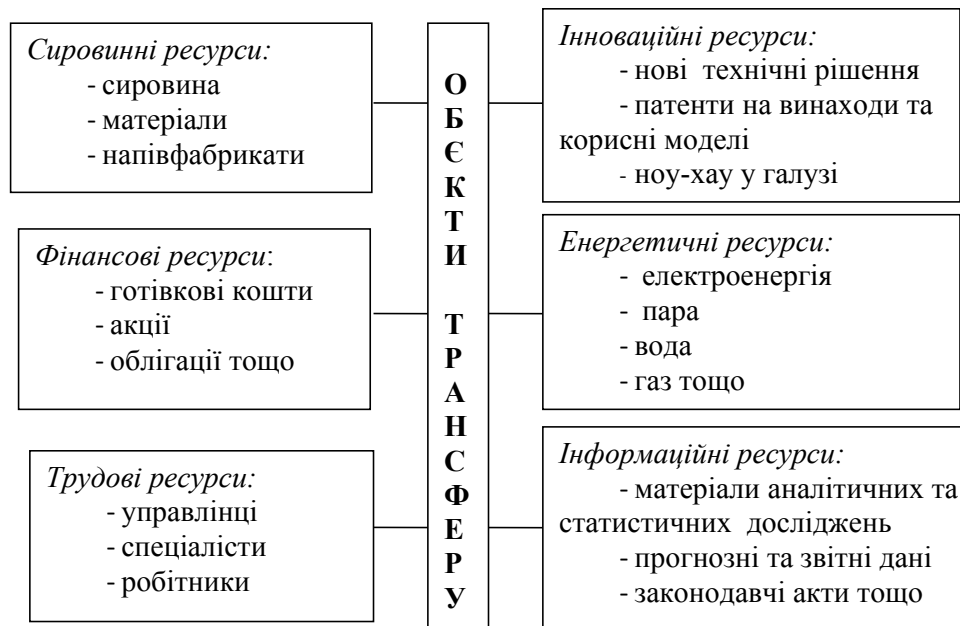 Сировинні ресурси:
- сировина
- матеріали
- напівфабрикати
Фінансові ресурси:
- готівкові кошти
- акції
- облігації тощо
Трудові ресурси:
- управлінці
- спеціалісти
- робітники
ОБЄКТИ ТРАНСФЕРУ
Інноваційні ресурси:
- нові технічні рішення
- патенти на винаходи та
корисні моделі
- ноу-хау у галузі
Енергетичні ресурси:
- електроенергія
- пара
- вода
- газ тощо
Інформаційні ресурси:
- матеріали аналітичних та
статистичних досліджень
- прогнозні та звітні дані
- законодавчі акти тощо